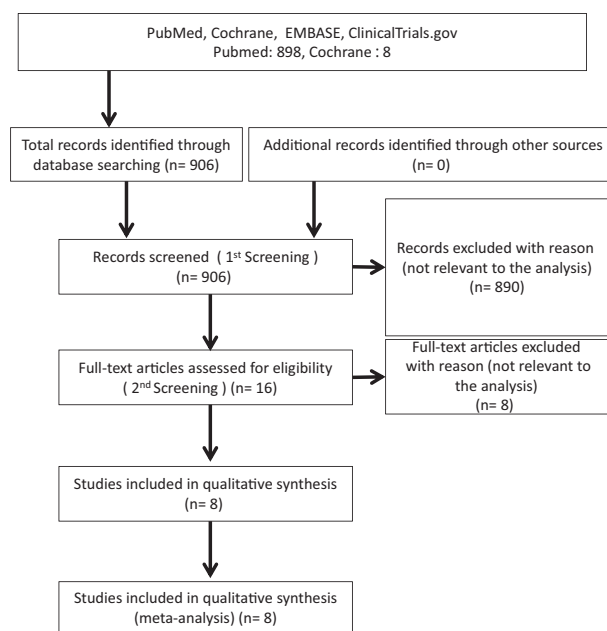 PubMed, Cochrane, EMBASE, ClinicalTrials.gov
Pubmed: 898, Cochrane : 8
Total records identified through
database searching (n= 906)
Additional records identified through other sources
(n= 0)
Records screened ( 1st Screening )
(n= 906)
Records excluded with reason
(not relevant to the analysis)
(n= 890)
Full-text articles assessed for eligibility
( 2nd Screening ) (n= 16)
Full-text articles excluded
with reason (not relevant to
the analysis)
(n= 8)
Studies included in qualitative synthesis
(n= 8)
Studies included in qualitative synthesis
(meta-analysis) (n= 8)